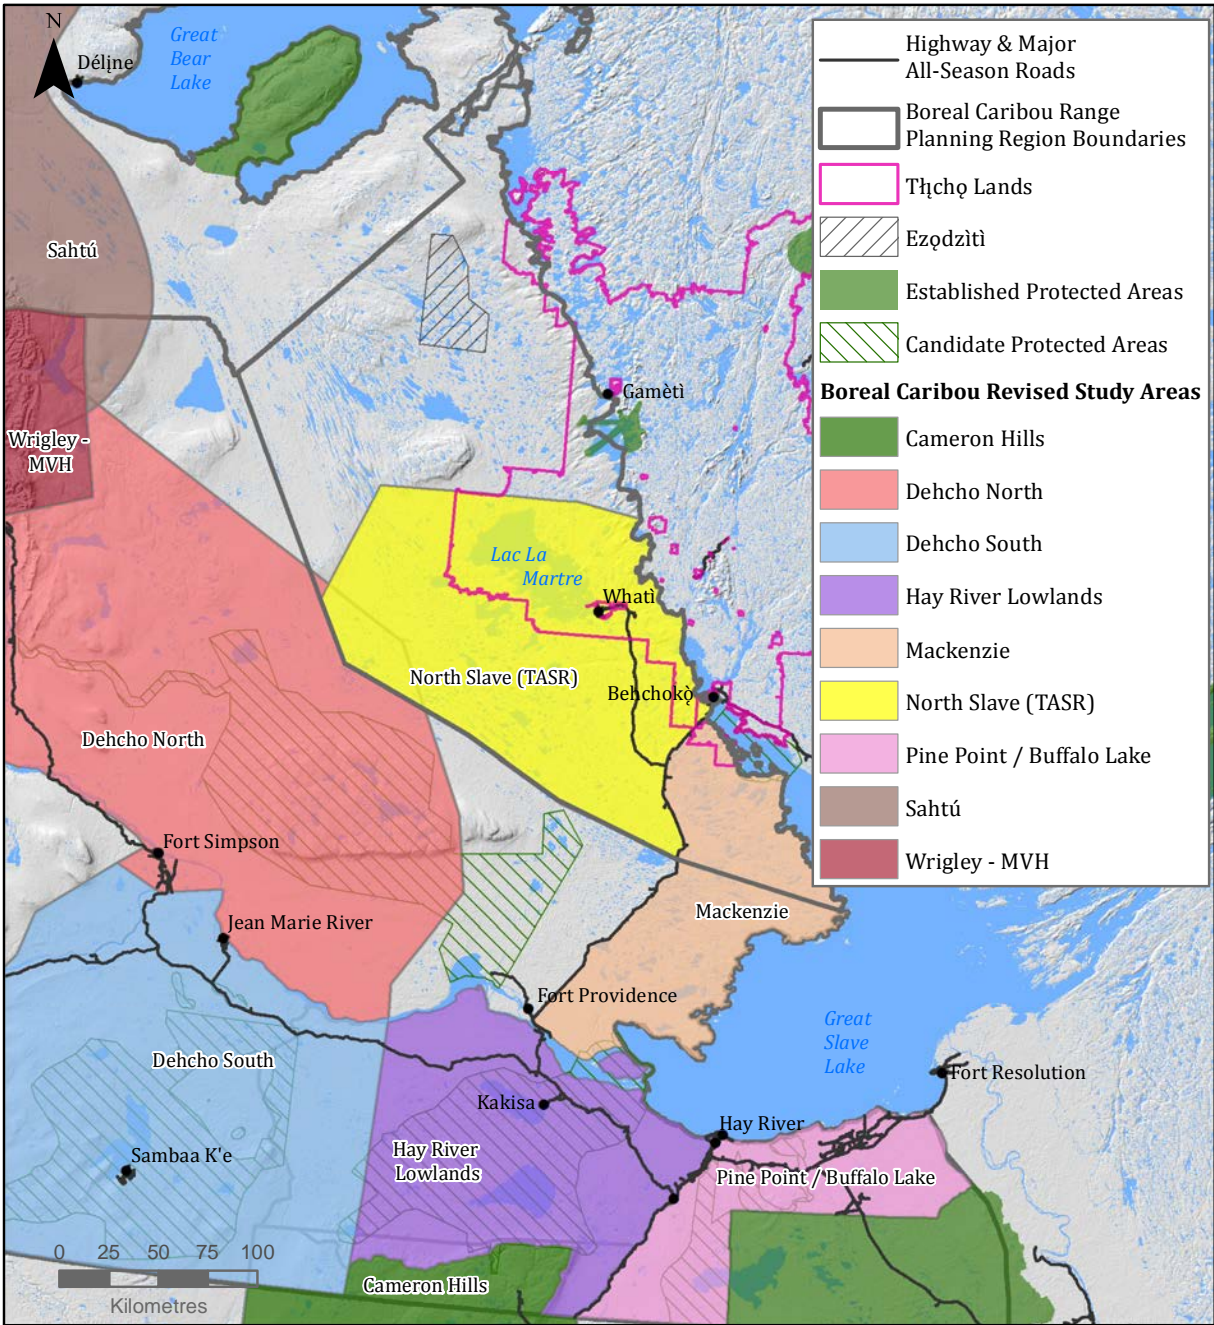 N
Délı̨ne
Great
Bear
Lake
Sahtú
Wrigley -
MVH
Gamètì
Lac La
Martre
Whatì
North Slave (TASR)
Behchokǫ̀
Dehcho North
Fort Simpson
Jean Marie River
Mackenzie
Fort Providence
Great
Slave
Lake
Dehcho South
Fort Resolution
Kakisa
Hay River
Hay River
Lowlands
Sambaa K'e
Pine Point / Buffalo Lake
Cameron Hills
0 25 50 75 100
Kilometres
Highway & Major
All-Season Roads
Boreal Caribou Range
Planning Region Boundaries
Tłı̨chǫ Lands
Ezǫdzìtì
Established Protected Areas
Candidate Protected Areas
Boreal Caribou Revised Study Areas
Cameron Hills
Dehcho North
Dehcho South
Hay River Lowlands
Mackenzie
North Slave (TASR)
Pine Point / Buffalo Lake
Sahtú
Wrigley - MVH